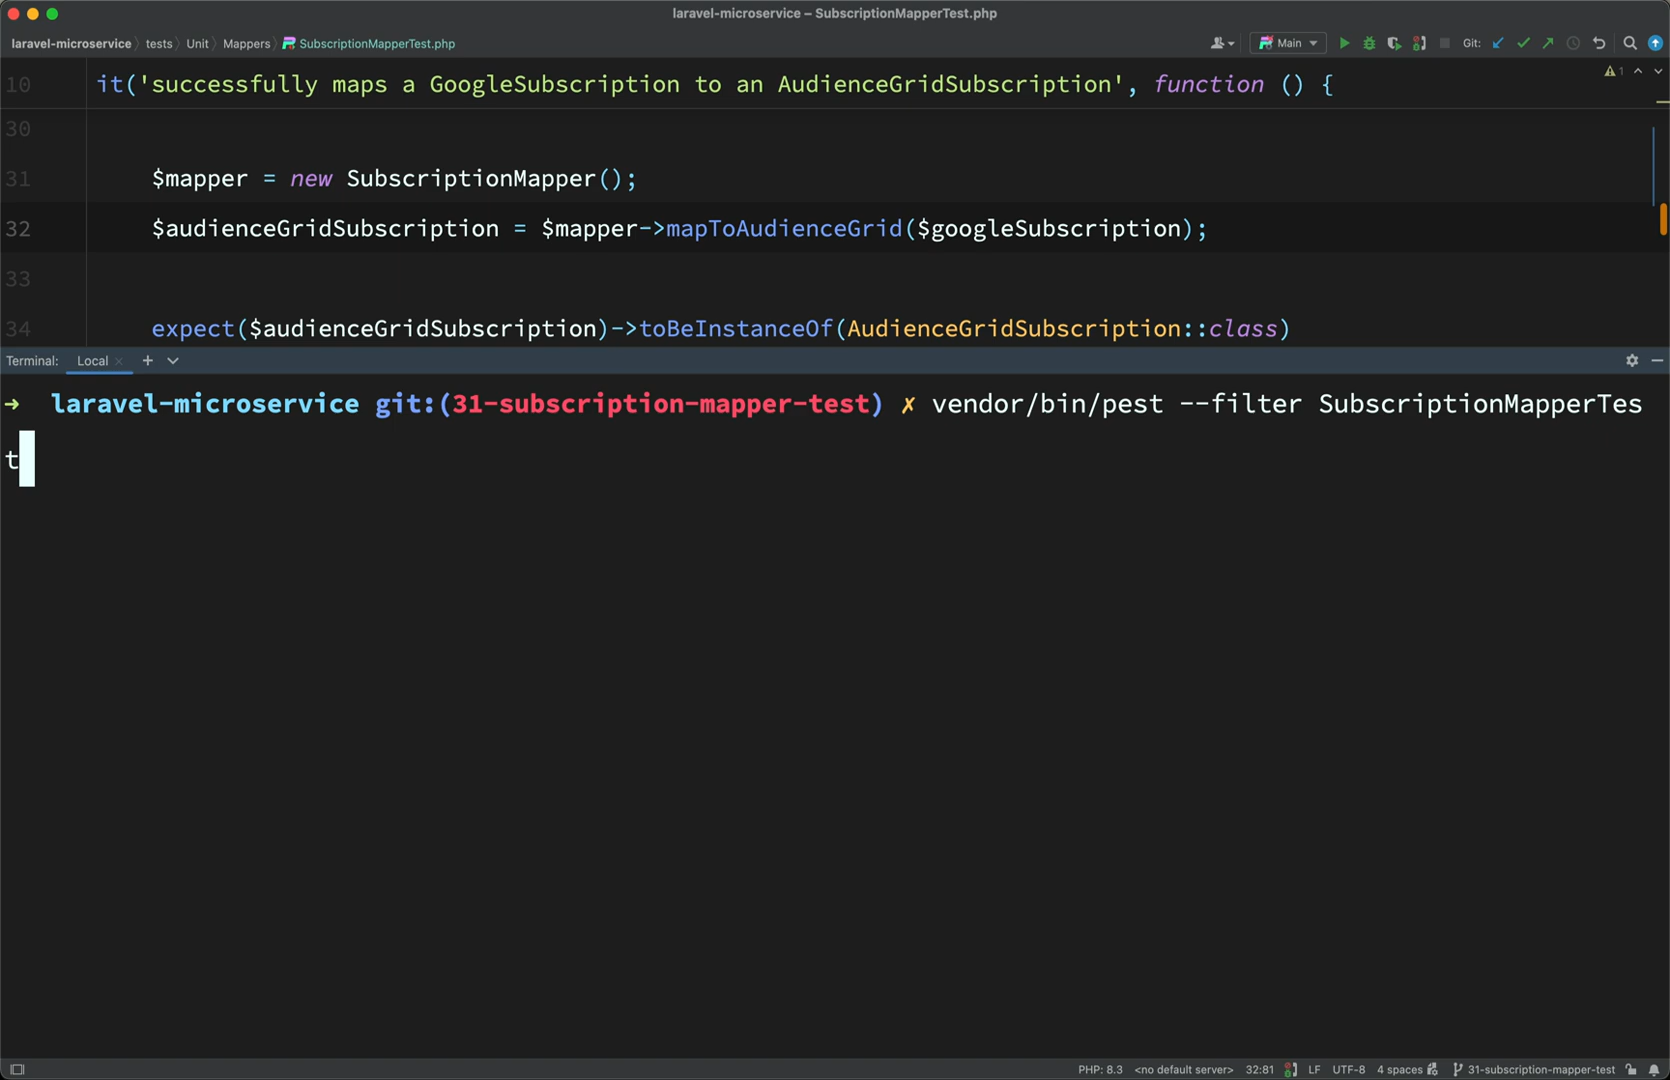 laravel-microservice – SubscriptionMapperTest.php
laravel-microservice tests Unit Mappers SubscriptionMapperTest.php Main Git:
10 it('successfully maps a GoogleSubscription to an AudienceGridSubscription', function () { 1
30
31 $mapper = new SubscriptionMapper();
32 $audienceGridSubscription = $mapper->mapToAudienceGrid($googleSubscription);
33
34 expect($audienceGridSubscription)->toBeInstanceOf(AudienceGridSubscription::class)
Terminal: Local × +
→ laravel-microservice git:(31-subscription-mapper-test) ✗ vendor/bin/pest --filter SubscriptionMapperTes
t
PHP: 8.3 <no default server> 32:81 LF UTF-8 4 spaces 31-subscription-mapper-test